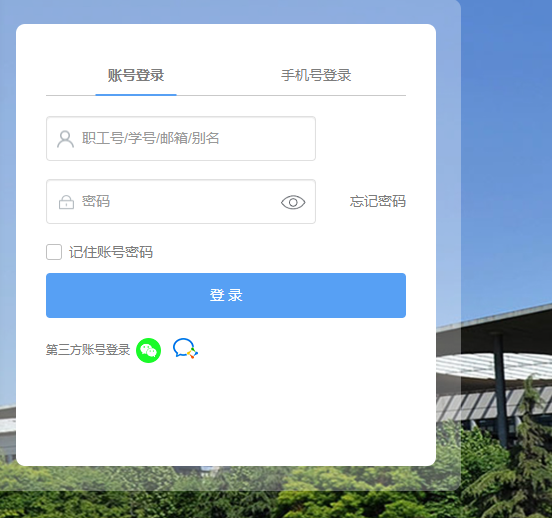 账号登录 手机号登录
职工号/学号/邮箱/别名
密码 忘记密码
记住账号密码
登 录
第三方账号登录